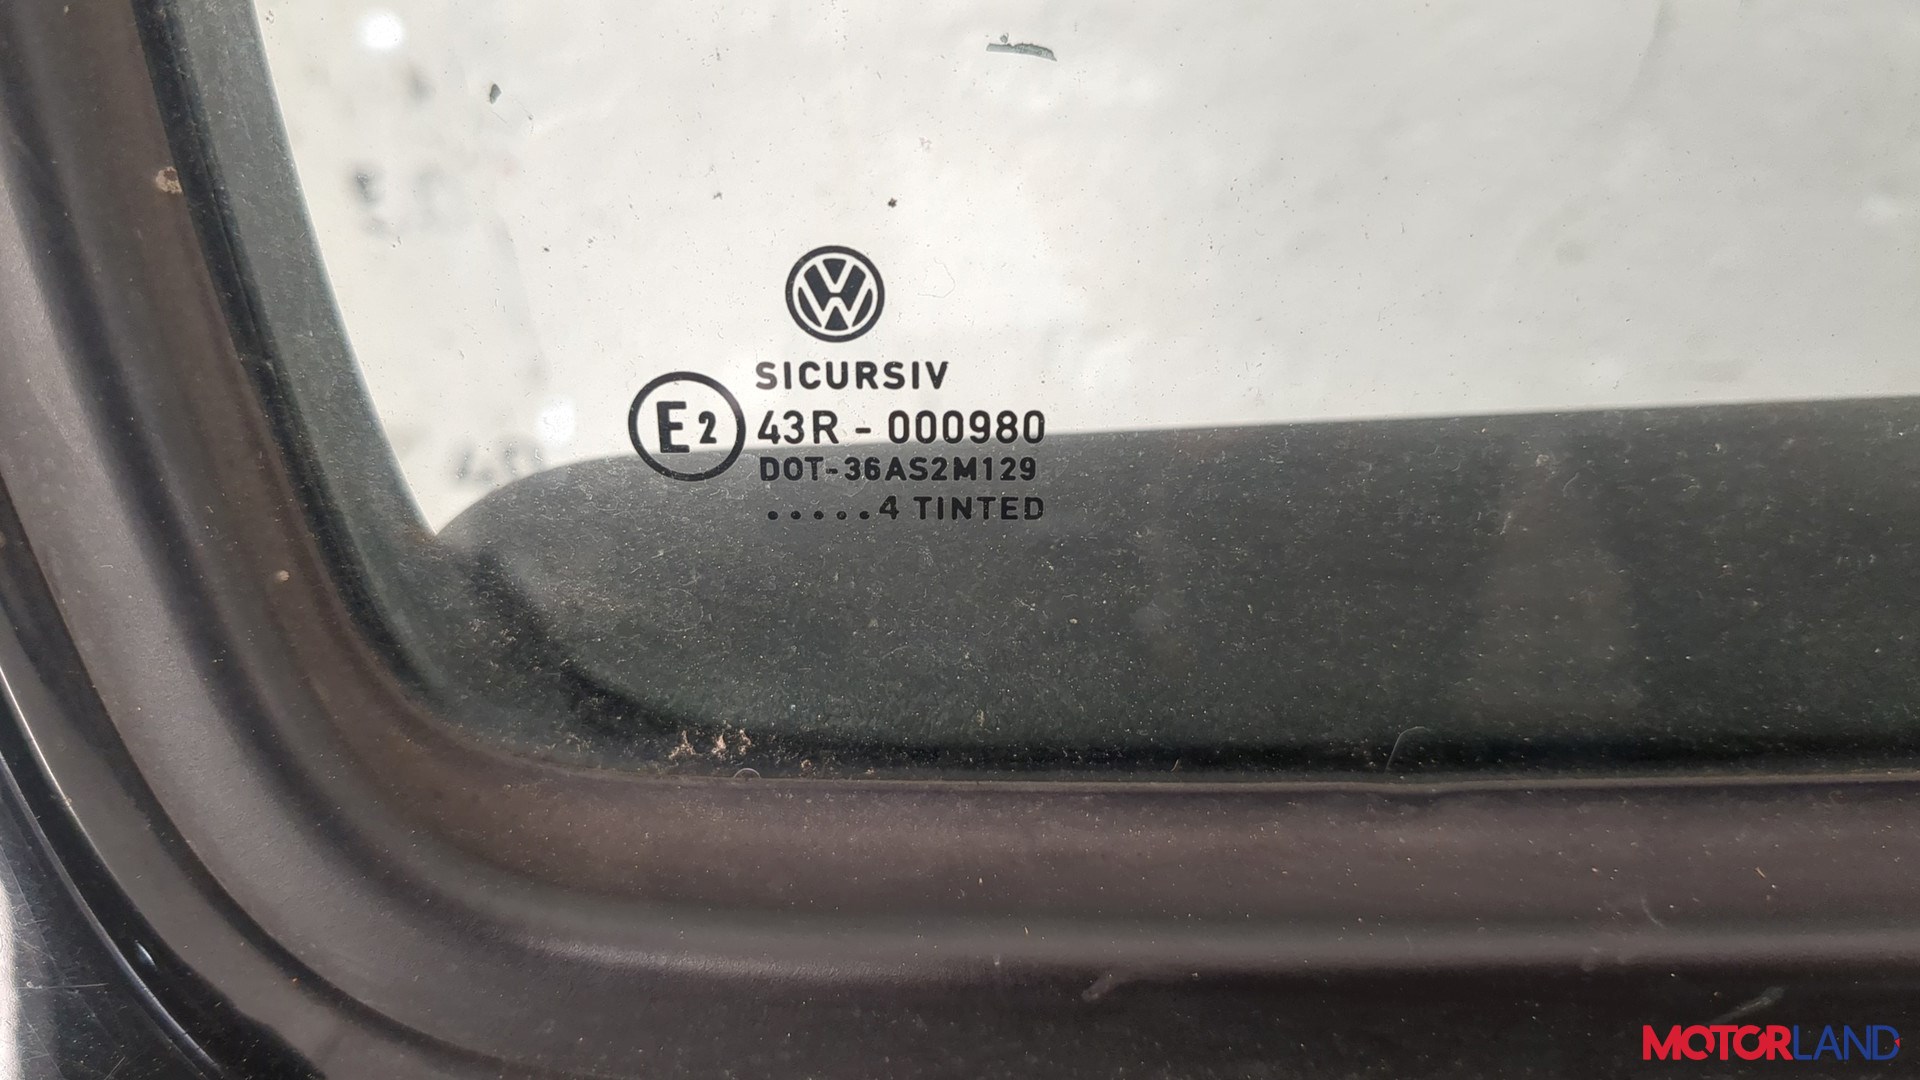 SICURSIV
E2 43R - 000980
DOT-36AS2M129
.....4 TINTED
MOTORLAND